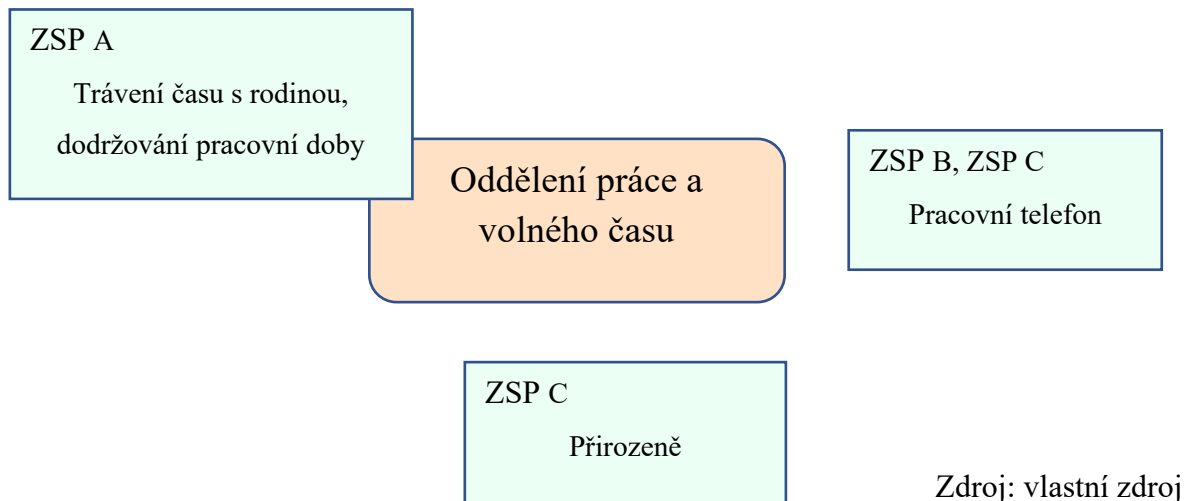 ZSP A
Trávení času s rodinou,
dodržování pracovní doby
Oddělení práce a
volného času
ZSP B, ZSP C
Pracovní telefon
ZSP C
Přirozeně
Zdroj: vlastní zdroj